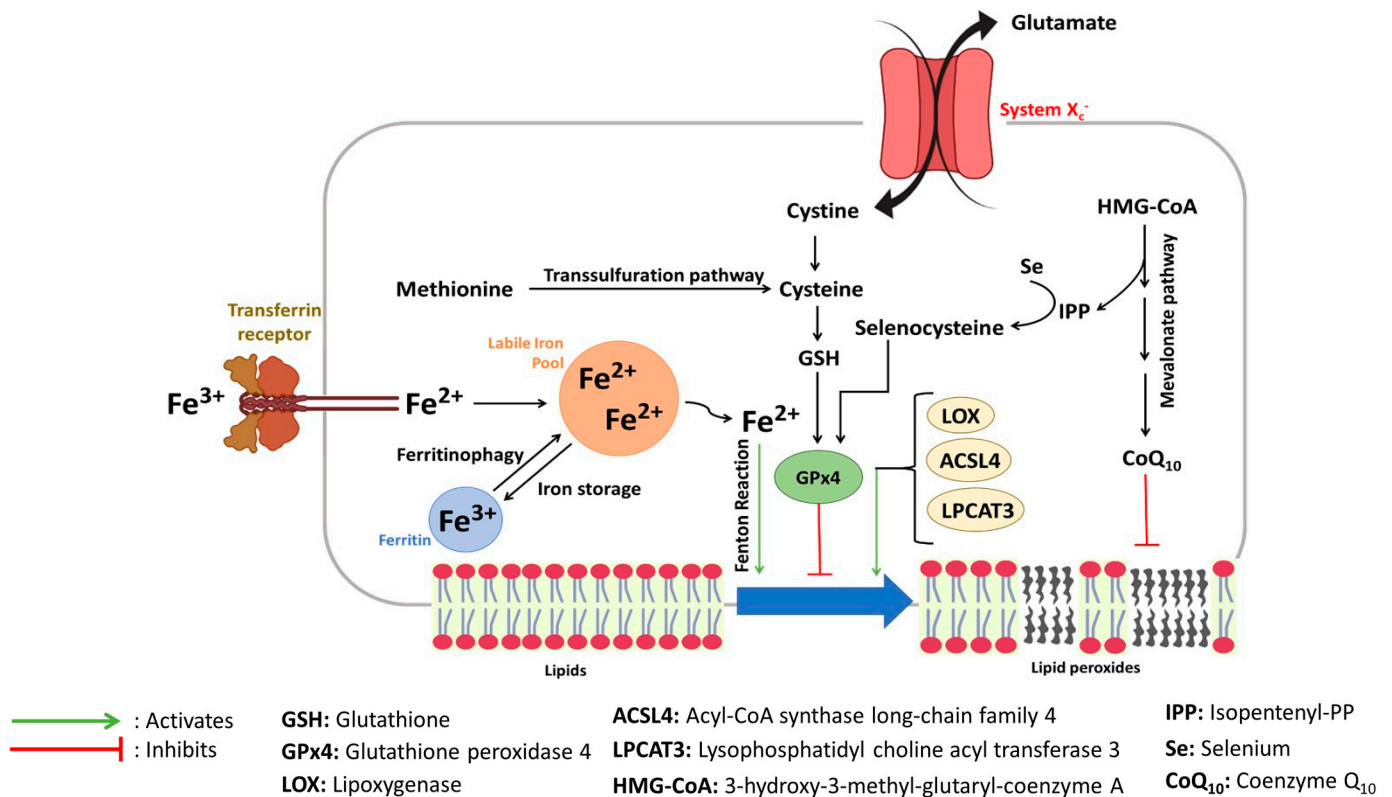 Glutamate
System Xc-
Cystine
HMG-CoA
Mevalonate pathway
Se
IPP
Methionine
Transsulfuration pathway
Cysteine
Selenocysteine
GSH
Transferrin
receptor
Labile Iron
Pool
Fe3+
Fe2+
Fe2+
Fe2+
Fe2+
Ferritinophagy
Iron storage
Fe3+
Ferritin
Fenton Reaction
GPx4
LOX
ACSL4
LPCAT3
CoQ10
Lipids
Lipid peroxides
: Activates
: Inhibits
GSH: Glutathione
GPx4: Glutathione peroxidase 4
LOX: Lipoxygenase
ACSL4: Acyl-CoA synthase long-chain family 4
LPCAT3: Lysophosphatidyl choline acyl transferase 3
HMG-CoA: 3-hydroxy-3-methyl-glutaryl-coenzyme A
IPP: Isopentenyl-PP
Se: Selenium
CoQ10: Coenzyme Q10